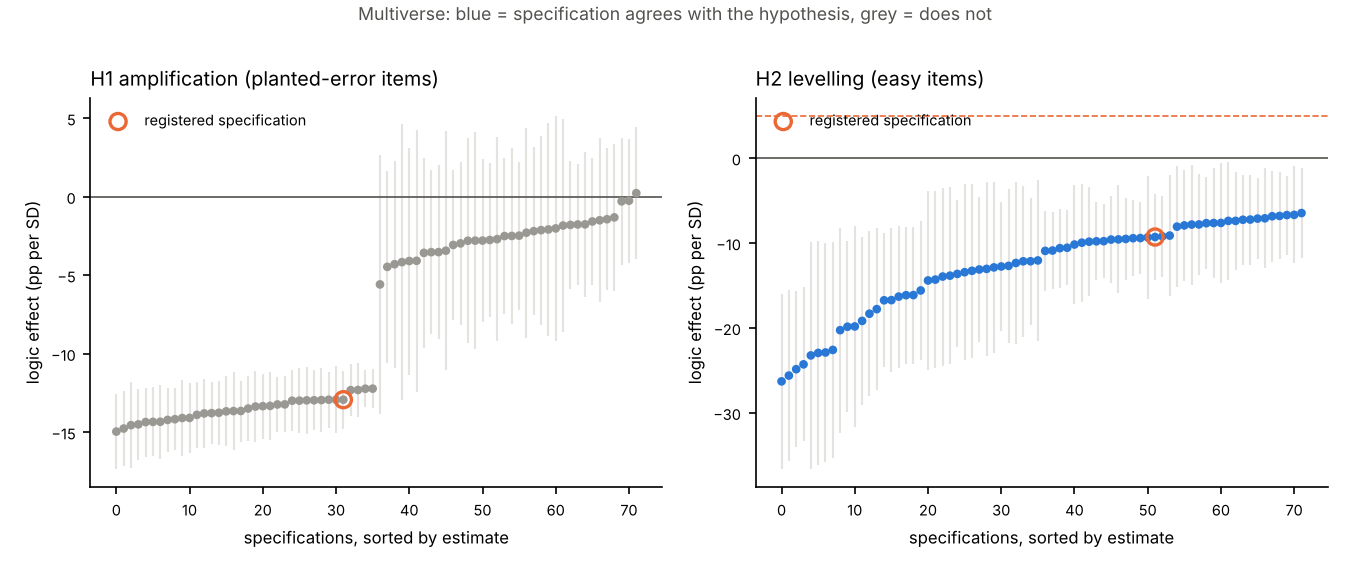 Multiverse: blue = specification agrees with the hypothesis, grey = does not
H1 amplification (planted-error items)
registered specification
logic effect (pp per SD)
5
0
−5
−10
−15
0 10 20 30 40 50 60 70
specifications, sorted by estimate
H2 levelling (easy items)
registered specification
logic effect (pp per SD)
0
−10
−20
−30
0 10 20 30 40 50 60 70
specifications, sorted by estimate